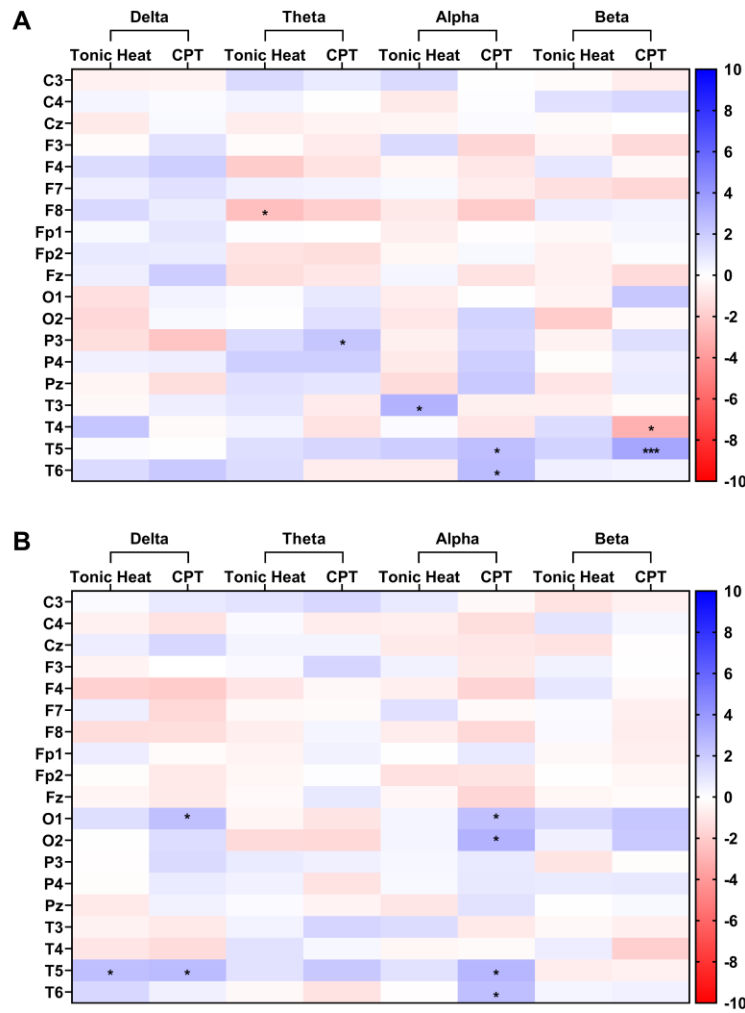 A
Delta Theta Alpha Beta
Tonic Heat CPT Tonic Heat CPT Tonic Heat CPT Tonic Heat CPT
C3
C4
Cz
F3
F4
F7
F8 *
Fp1
Fp2
Fz
O1
O2
P3 *
P4
Pz
T3 *
T4 *
T5 * ***
T6 *
10
8
6
4
2
0
-2
-4
-6
-8
-10
B
Delta Theta Alpha Beta
Tonic Heat CPT Tonic Heat CPT Tonic Heat CPT Tonic Heat CPT
C3
C4
Cz
F3
F4
F7
F8
Fp1
Fp2
Fz
O1 * *
O2 *
P3
P4
Pz
T3
T4
T5 * * *
T6 *
10
8
6
4
2
0
-2
-4
-6
-8
-10